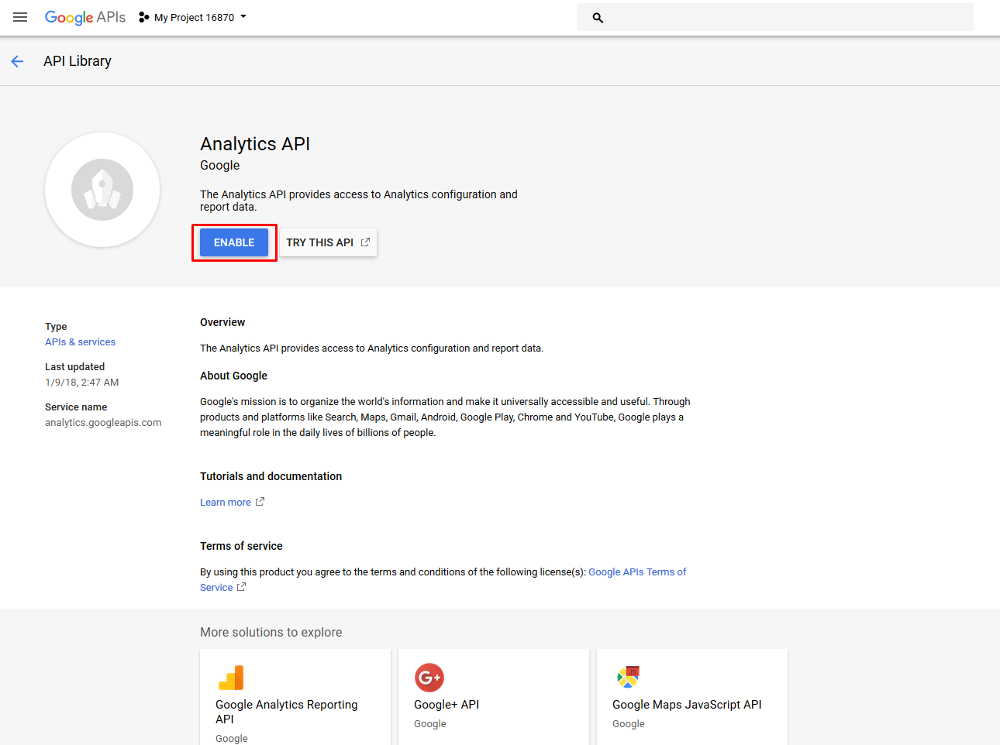 Google APIs My Project 16870
API Library
Analytics API
Google
The Analytics API provides access to Analytics configuration and
report data.
ENABLE TRY THIS API
Type
APIs & services
Last updated
1/9/18, 2:47 AM
Service name
analytics.googleapis.com
Overview
The Analytics API provides access to Analytics configuration and report data.
About Google
Google's mission is to organize the world's information and make it universally accessible and useful. Through
products and platforms like Search, Maps, Gmail, Android, Google Play, Chrome and YouTube, Google plays a
meaningful role in the daily lives of billions of people.
Tutorials and documentation
Learn more
Terms of service
By using this product you agree to the terms and conditions of the following license(s): Google APIs Terms of
Service
More solutions to explore
Google Analytics Reporting
API
Google
G+
Google+ API
Google
JS
Google Maps JavaScript API
Google